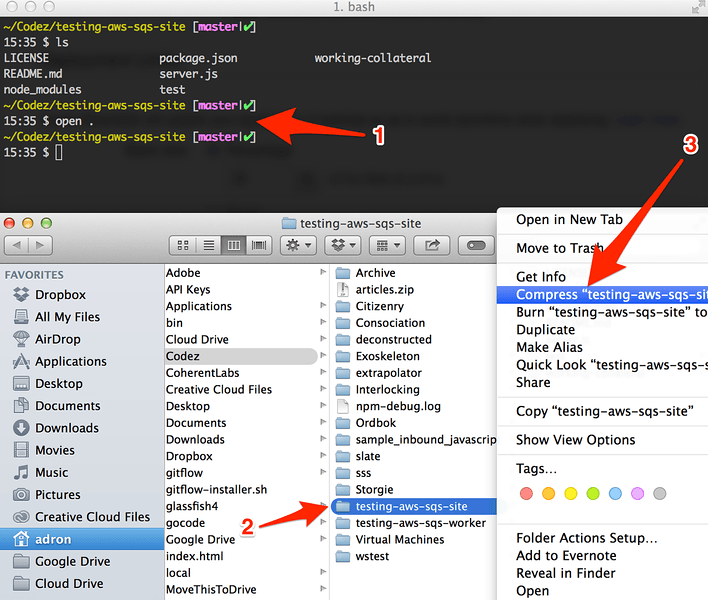 1. bash
~/Codez/testing-aws-sqs-site [master|✔]
15:35 $ ls
LICENSE package.json working-collateral
README.md server.js
node_modules test
~/Codez/testing-aws-sqs-site [master|✔]
15:35 $ open .
~/Codez/testing-aws-sqs-site [master|✔]
15:35 $
1
3
testing-aws-sqs-site
FAVORITES
Dropbox
All My Files
AirDrop
Applications
Desktop
Documents
Downloads
Movies
Music
Pictures
Creative Cloud Files
adron
Google Drive
Cloud Drive
Adobe
API Keys
Applications
bin
Cloud Drive
Codez
CoherentLabs
Creative Cloud Files
Desktop
Documents
Downloads
Dropbox
gitflow
gitflow-installer.sh
glassfish4
gocode
Google Drive
index.html
local
MoveThisToDrive
2
Archive
articles.zip
Citizenry
Consociation
deconstructed
Exoskeleton
extrapolator
Interlocking
npm-debug.log
Ordbok
sample_inbound_javascrip
slate
sss
Storgie
testing-aws-sqs-site
testing-aws-sqs-worker
Virtual Machines
wstest
Open in New Tab
Move to Trash
Get Info
Compress “testing-aws-sqs-sit
Burn “testing-aws-sqs-site” to
Duplicate
Make Alias
Quick Look “testing-aws-sqs-s
Share
Copy “testing-aws-sqs-site”
Show View Options
Tags...
Folder Actions Setup...
Add to Evernote
Reveal in Finder
Open